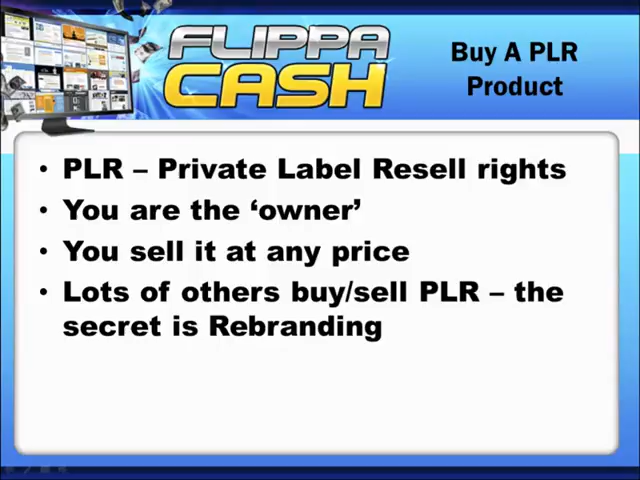 FLIPPA
CASH
Buy A PLR
Product
• PLR – Private Label Resell rights
• You are the ‘owner’
• You sell it at any price
• Lots of others buy/sell PLR – the
secret is Rebranding